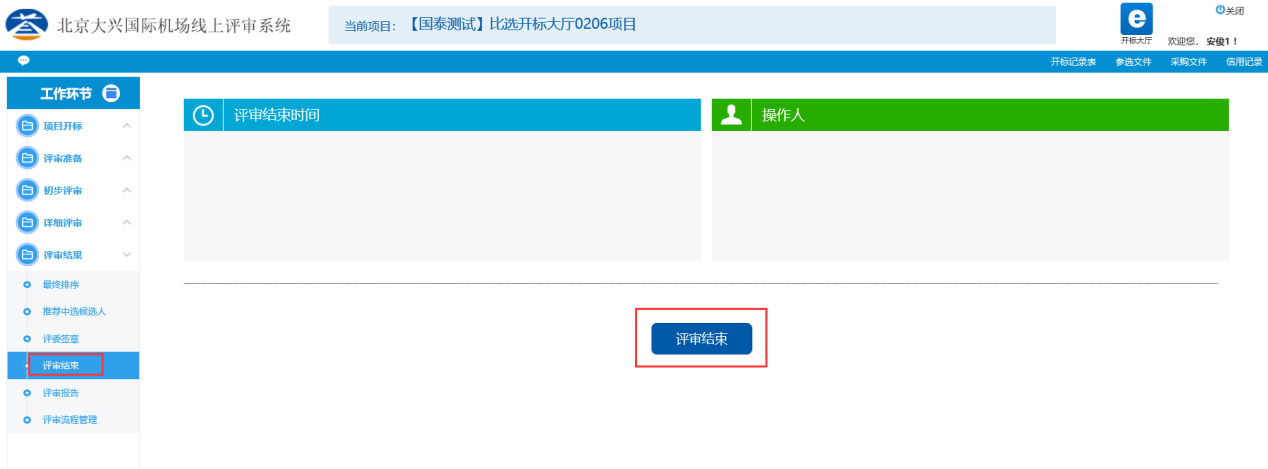 北京大兴国际机场线上评审系统
当前项目：【国泰测试】比选开标大厅0206项目
e
关闭
开标大厅
欢迎您，安俊1！
开标记录表 参选文件 采购文件 信用记录
工作环节
项目开标
评审准备
初步评审
详细评审
评审结果
最终排序
推荐中选候选人
评委签章
评审结束
评审报告
评审流程管理
评审结束时间
操作人
评审结束